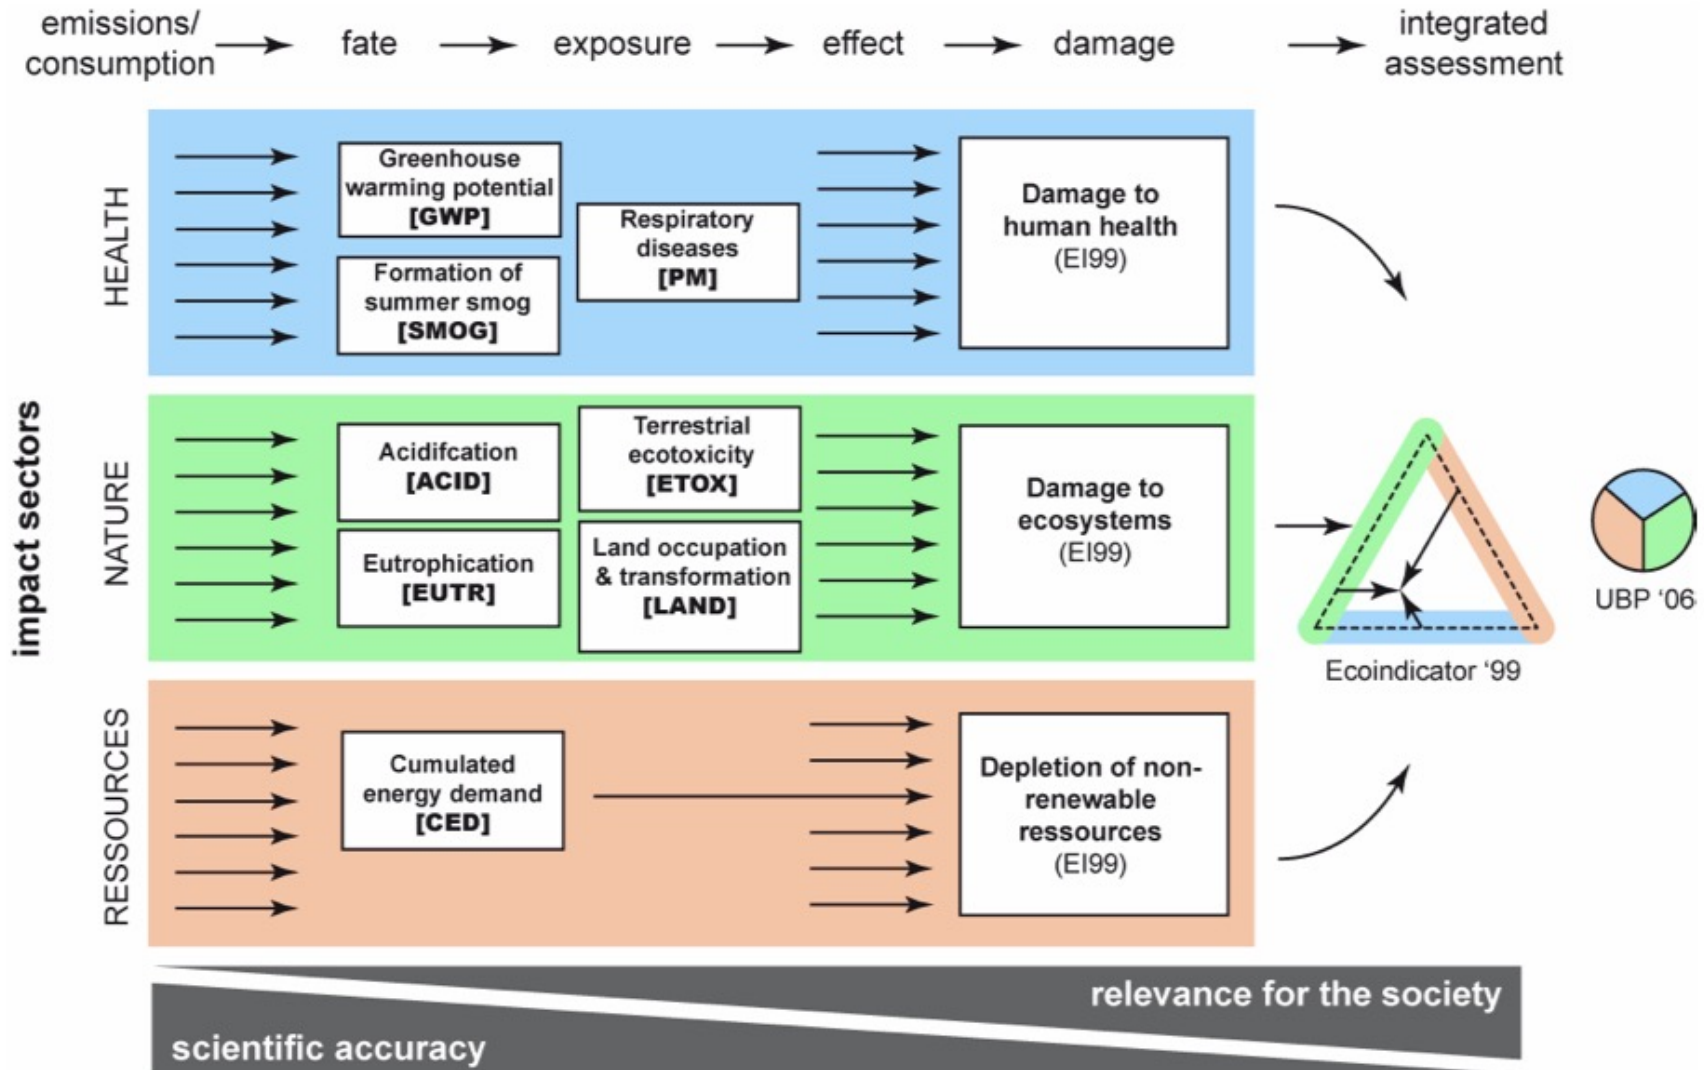 emissions/
consumption
fate
exposure
effect
damage
integrated
assessment
impact sectors
HEALTH
Greenhouse
warming potential
[GWP]
Formation of
summer smog
[SMOG]
Respiratory
diseases
[PM]
Damage to
human health
(EI99)
NATURE
Acidifcation
[ACID]
Eutrophication
[EUTR]
Terrestrial
ecotoxicity
[ETOX]
Land occupation
& transformation
[LAND]
Damage to
ecosystems
(EI99)
Ecoindicator ‘99
UBP ‘06
RESSOURCES
Cumulated
energy demand
[CED]
Depletion of non-
renewable
ressources
(EI99)
relevance for the society
scientific accuracy